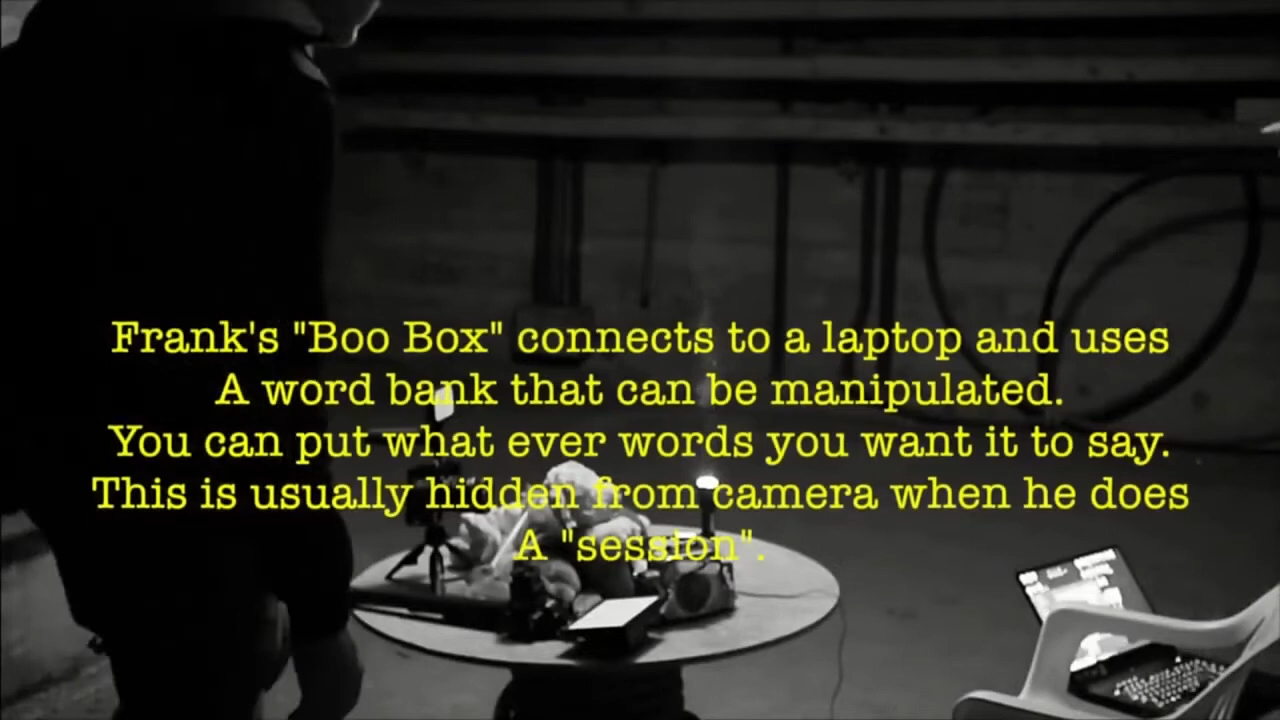 Frank's "Boo Box" connects to a laptop and uses
A word bank that can be manipulated.
You can put what ever words you want it to say.
This is usually hidden from camera when he does
A "session".